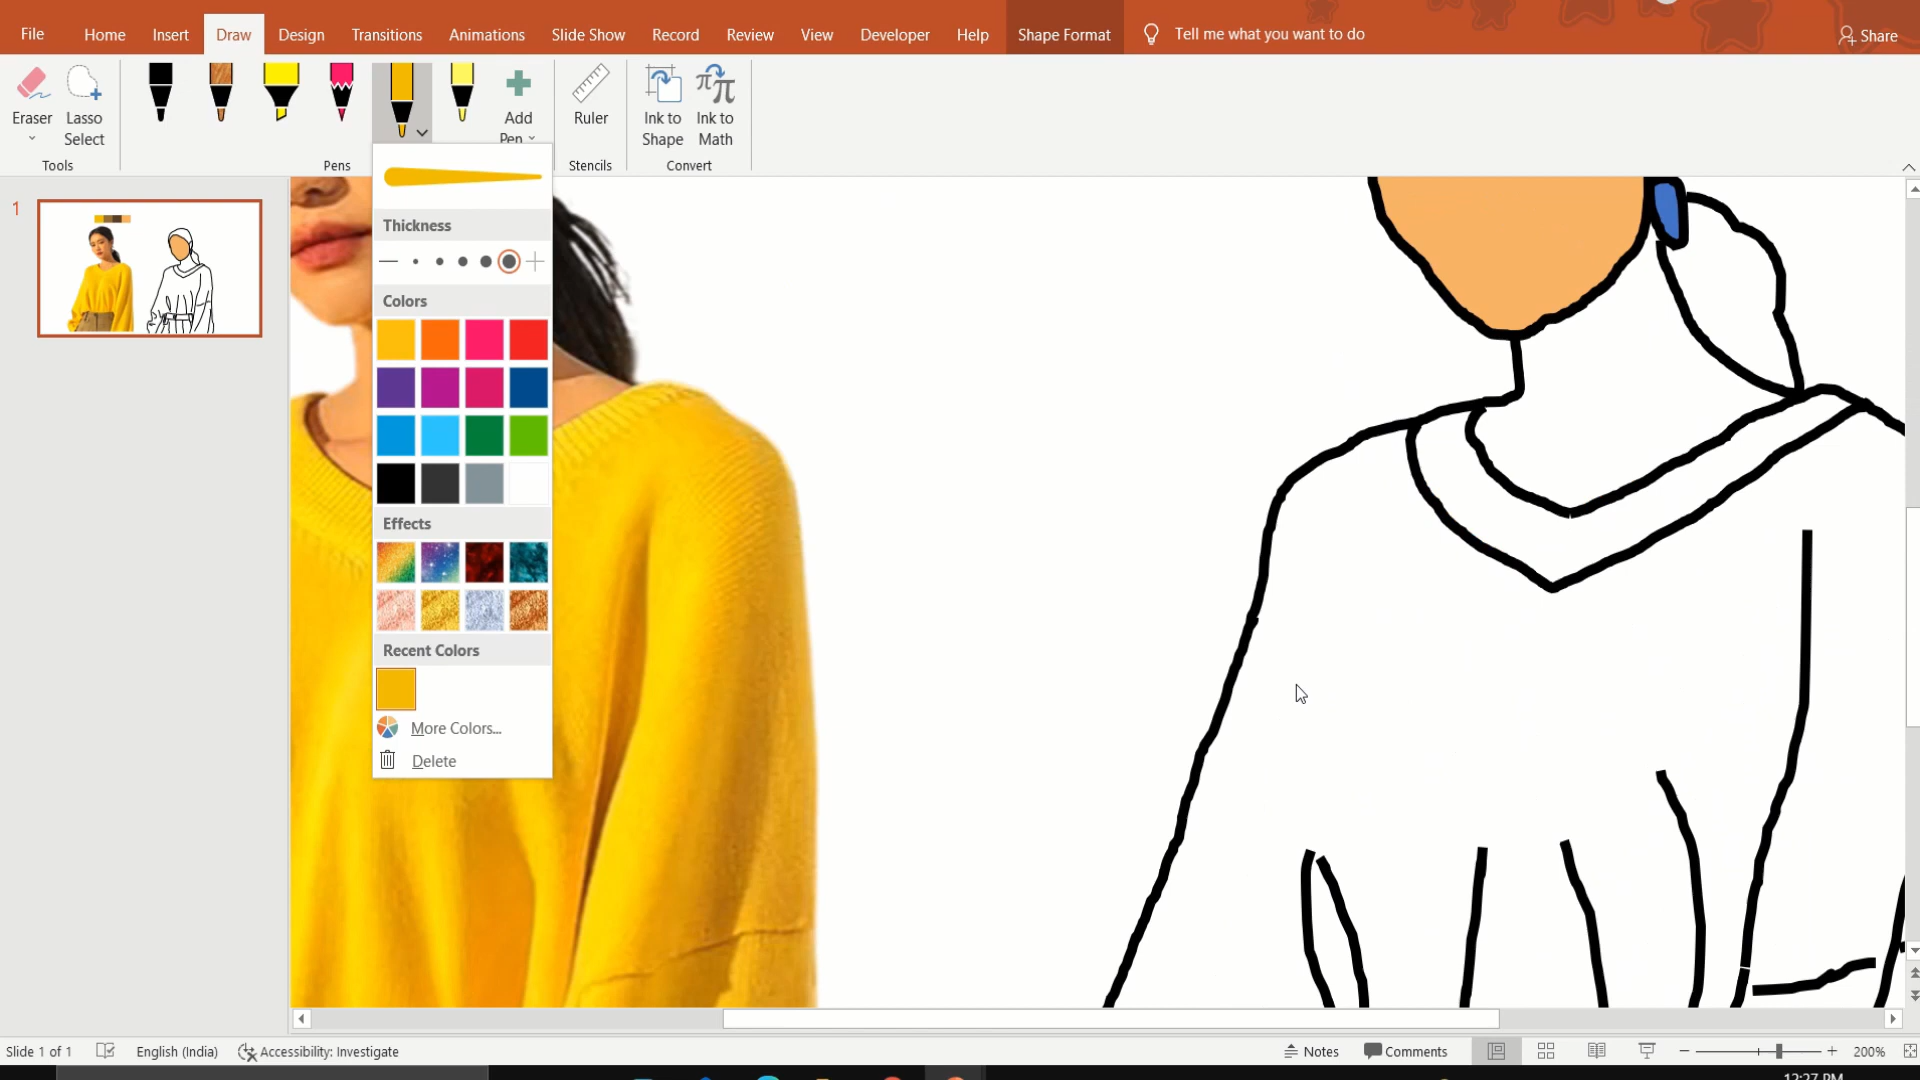 File Home Insert Draw Design Transitions Animations Slide Show Record Review View Developer Help Shape Format Tell me what you want to do Share
Eraser
Lasso
Select
Tools
Pens
Add
Pen
Ruler
Stencils
Ink to
Shape
Ink to
Math
Convert
1
Thickness
Colors
Effects
Recent Colors
More Colors...
Delete
Slide 1 of 1 English (India) Accessibility: Investigate Notes Comments 200%
12:27 PM